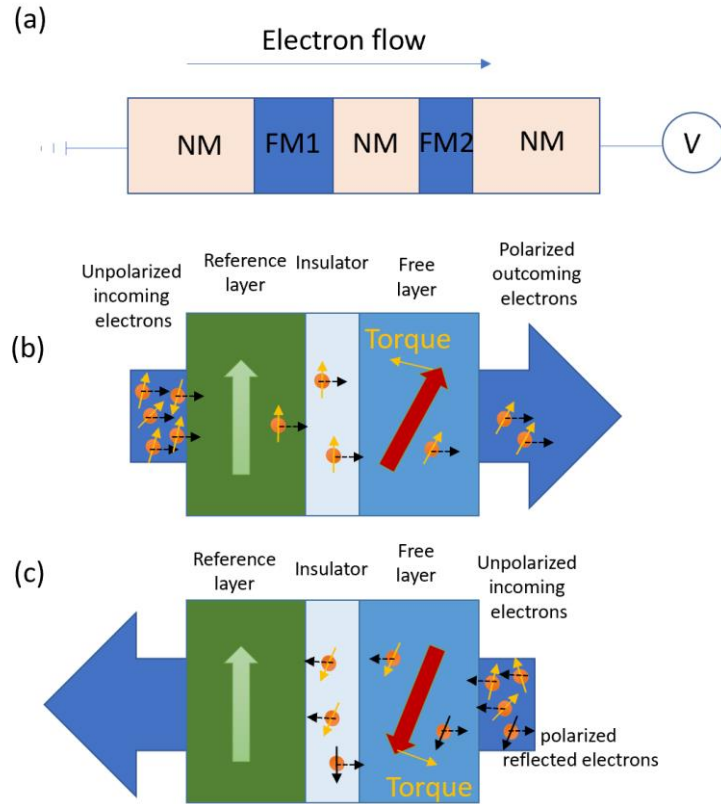 (a)
Electron flow
NM FM1 NM FM2 NM V
(b)
Unpolarized
incoming
electrons
Reference
layer
Insulator
Free
layer
Polarized
outcoming
electrons
Torque
(c)
Reference
layer
Insulator
Free
layer
Unpolarized
incoming
electrons
polarized
reflected electrons
Torque